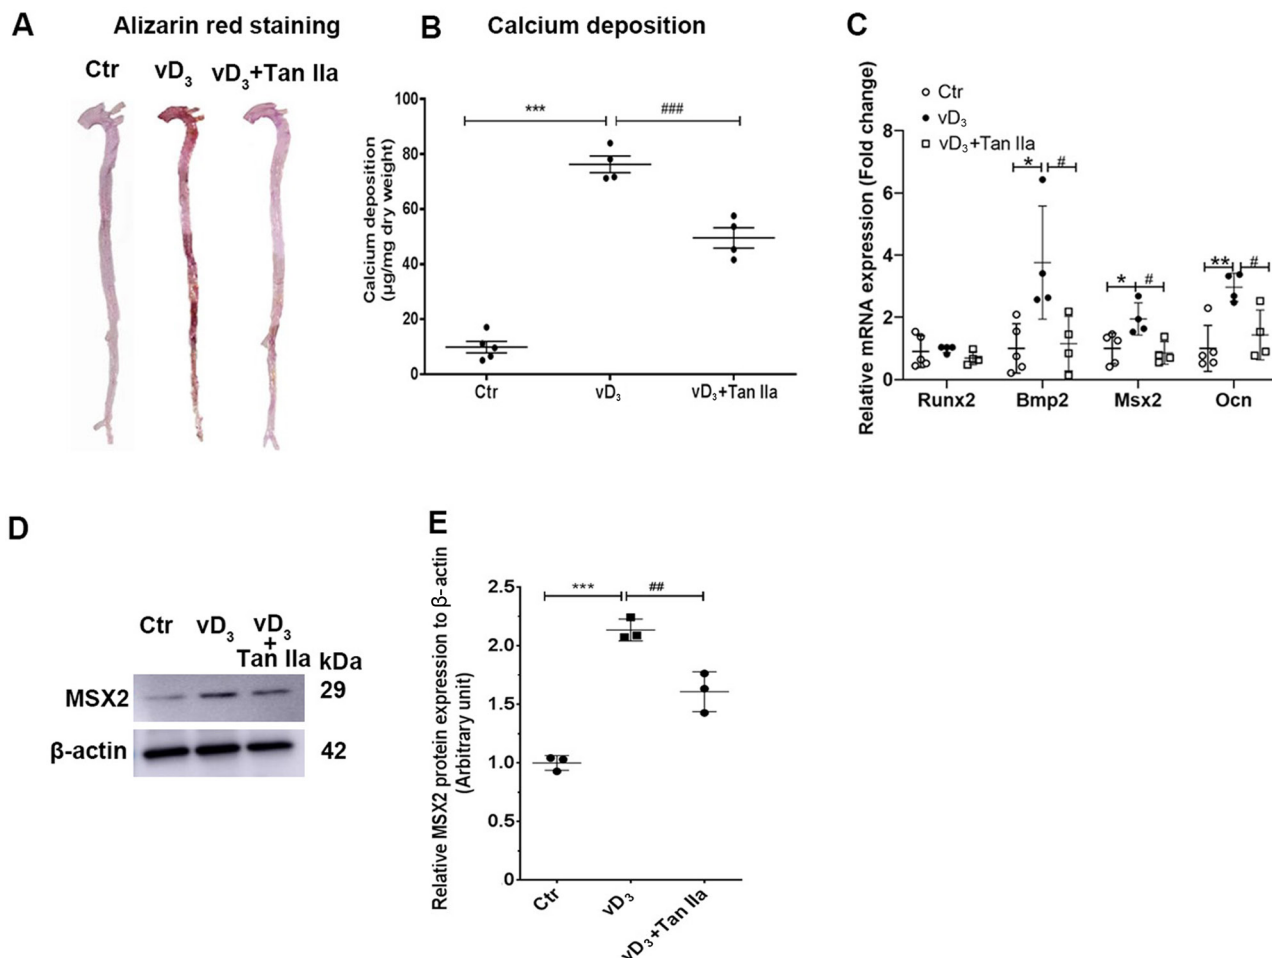 A
Alizarin red staining
Ctr
vD3
vD3+Tan IIa
B
Calcium deposition
Calcium deposition
(µg/mg dry weight)
100
80
60
40
20
0
***
###
Ctr
vD3
vD3+Tan IIa
C
Ctr
vD3
vD3+Tan IIa
Relative mRNA expression (Fold change)
8
6
4
2
0
*
#
*
#
**
#
Runx2
Bmp2
Msx2
Ocn
D
Ctr
vD3
vD3
+
Tan IIa
kDa
MSX2
29
β-actin
42
E
Relative MSX2 protein expression to β-actin
(Arbitrary unit)
2.5
2.0
1.5
1.0
0.5
0
***
##
Ctr
vD3
vD3+Tan IIa